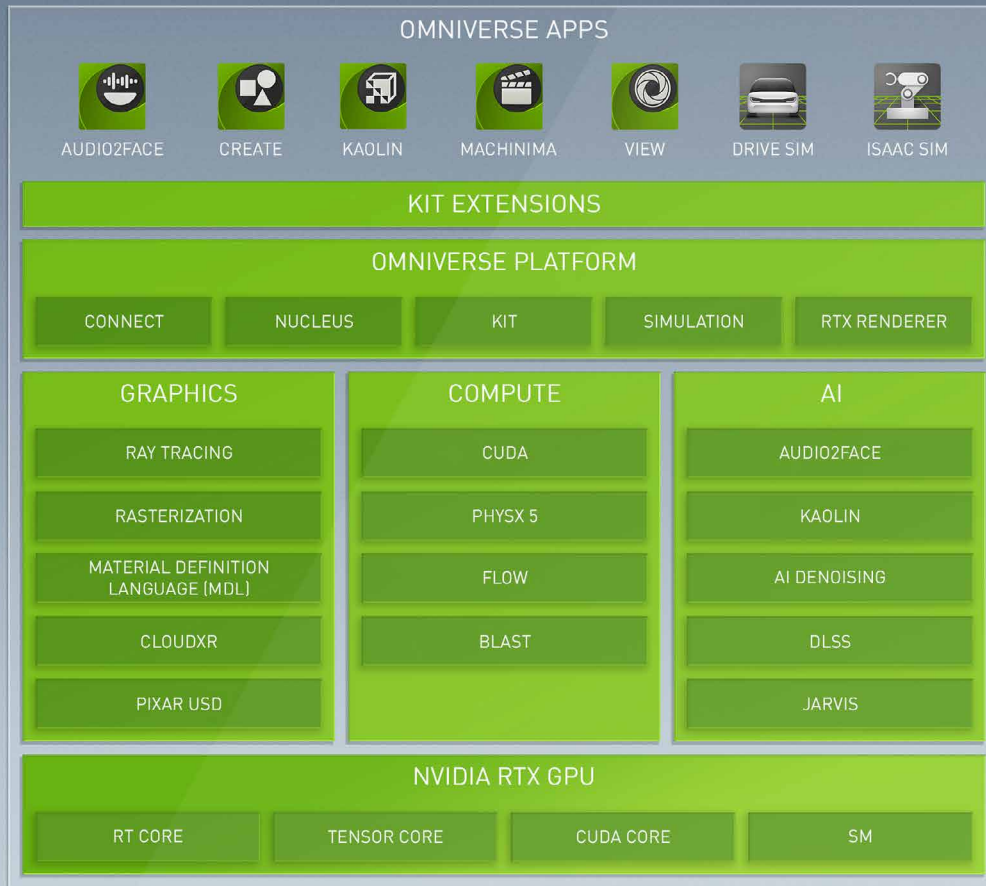 OMNIVERSE APPS
AUDIO2FACE
CREATE
KAOLIN
MACHINIMA
VIEW
DRIVE SIM
ISAAC SIM
KIT EXTENSIONS
OMNIVERSE PLATFORM
CONNECT
NUCLEUS
KIT
SIMULATION
RTX RENDERER
GRAPHICS
RAY TRACING
RASTERIZATION
MATERIAL DEFINITION
LANGUAGE (MDL)
CLOUDXR
PIXAR USD
COMPUTE
CUDA
PHYSX 5
FLOW
BLAST
AI
AUDIO2FACE
KAOLIN
AI DENOISING
DLSS
JARVIS
NVIDIA RTX GPU
RT CORE
TENSOR CORE
CUDA CORE
SM